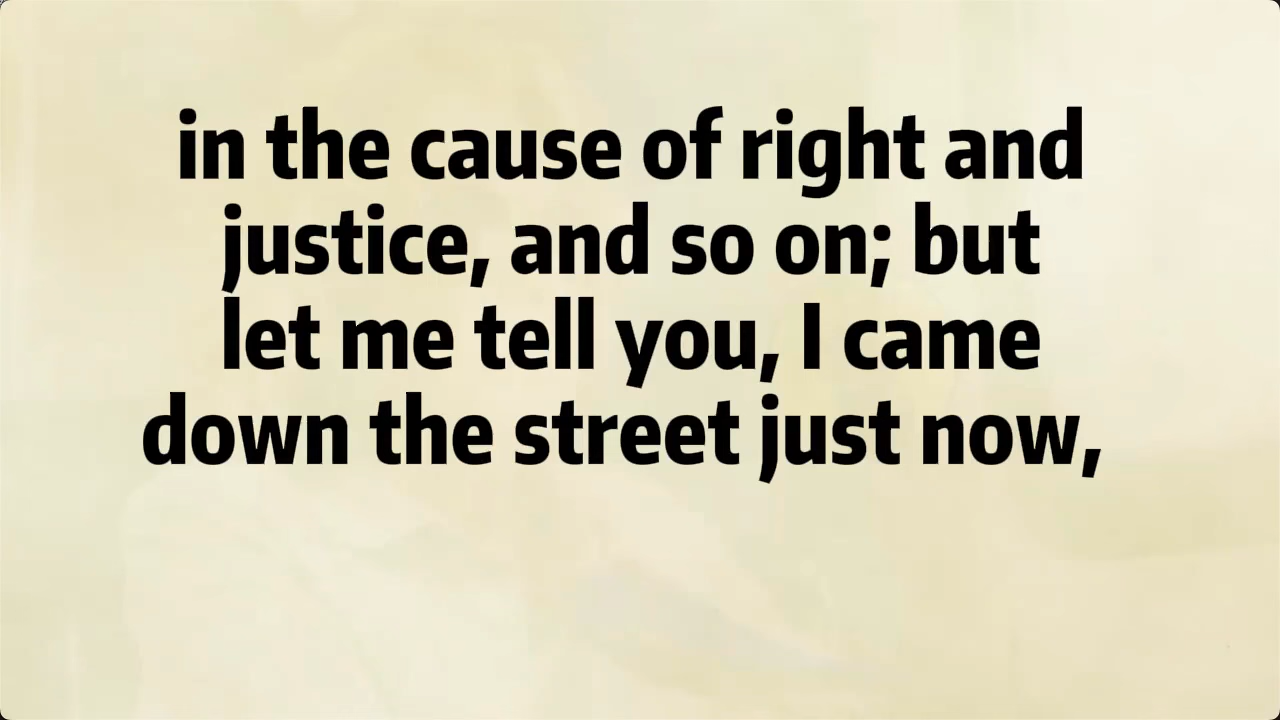 in the cause of right and
justice, and so on; but
let me tell you, I came
down the street just now,